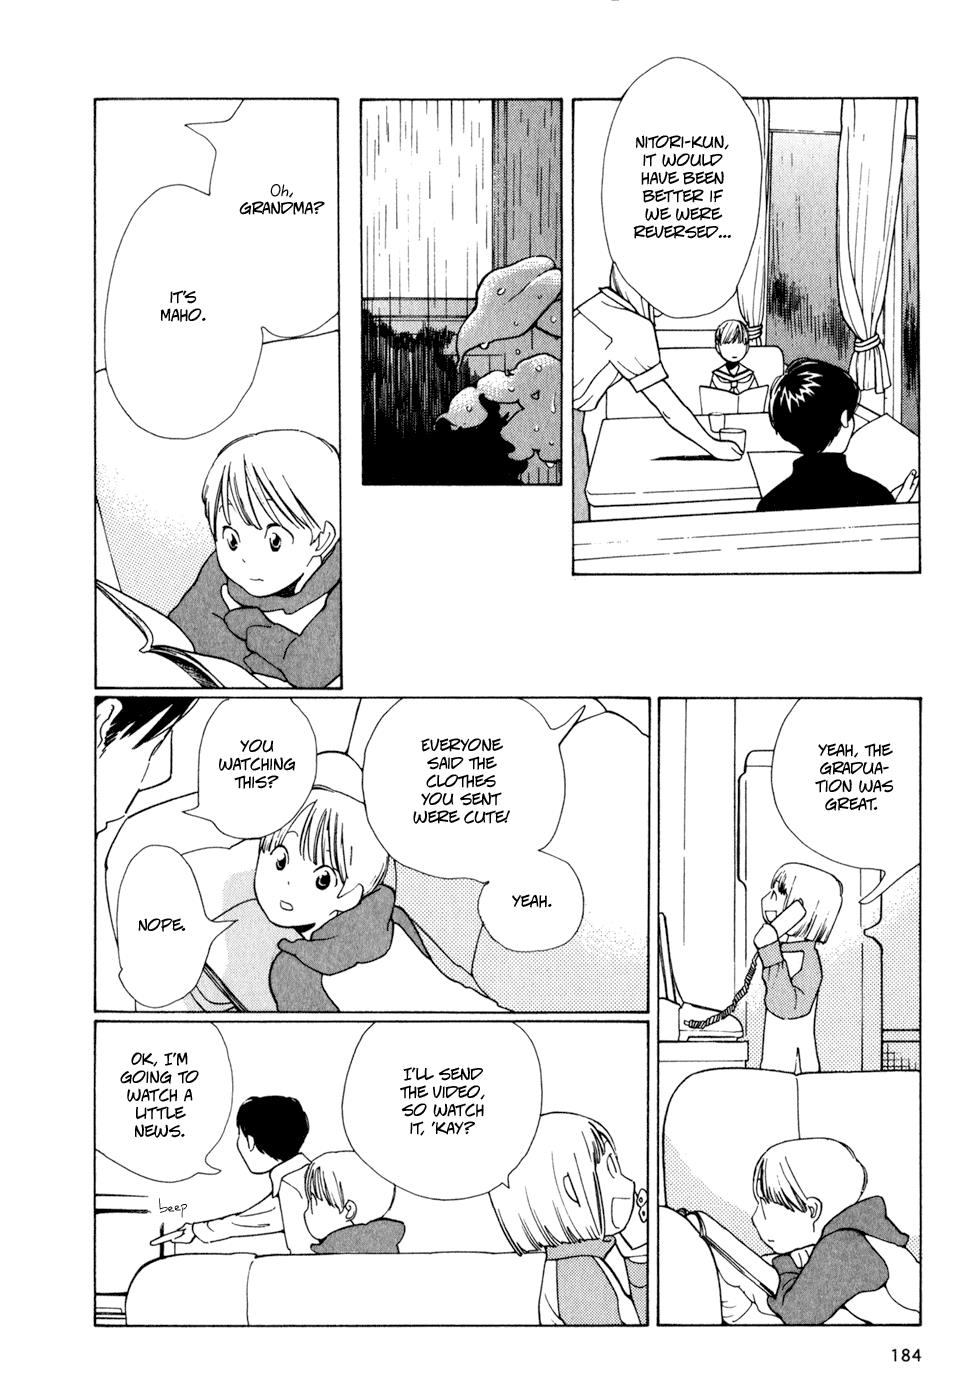 NITORI-KUN,
IT WOULD
HAVE BEEN
BETTER IF
WE WERE
REVERSED...
Oh,
GRANDMA?
IT'S
MAHO.
YEAH, THE
GRADUA-
TION WAS
GREAT.
EVERYONE
SAID THE
CLOTHES
YOU SENT
WERE CUTE!
YEAH.
YOU
WATCHING
THIS?
NOPE.
I'LL SEND
THE VIDEO,
SO WATCH
IT, 'KAY?
OK, I'M
GOING TO
WATCH A
LITTLE
NEWS.
beep
184